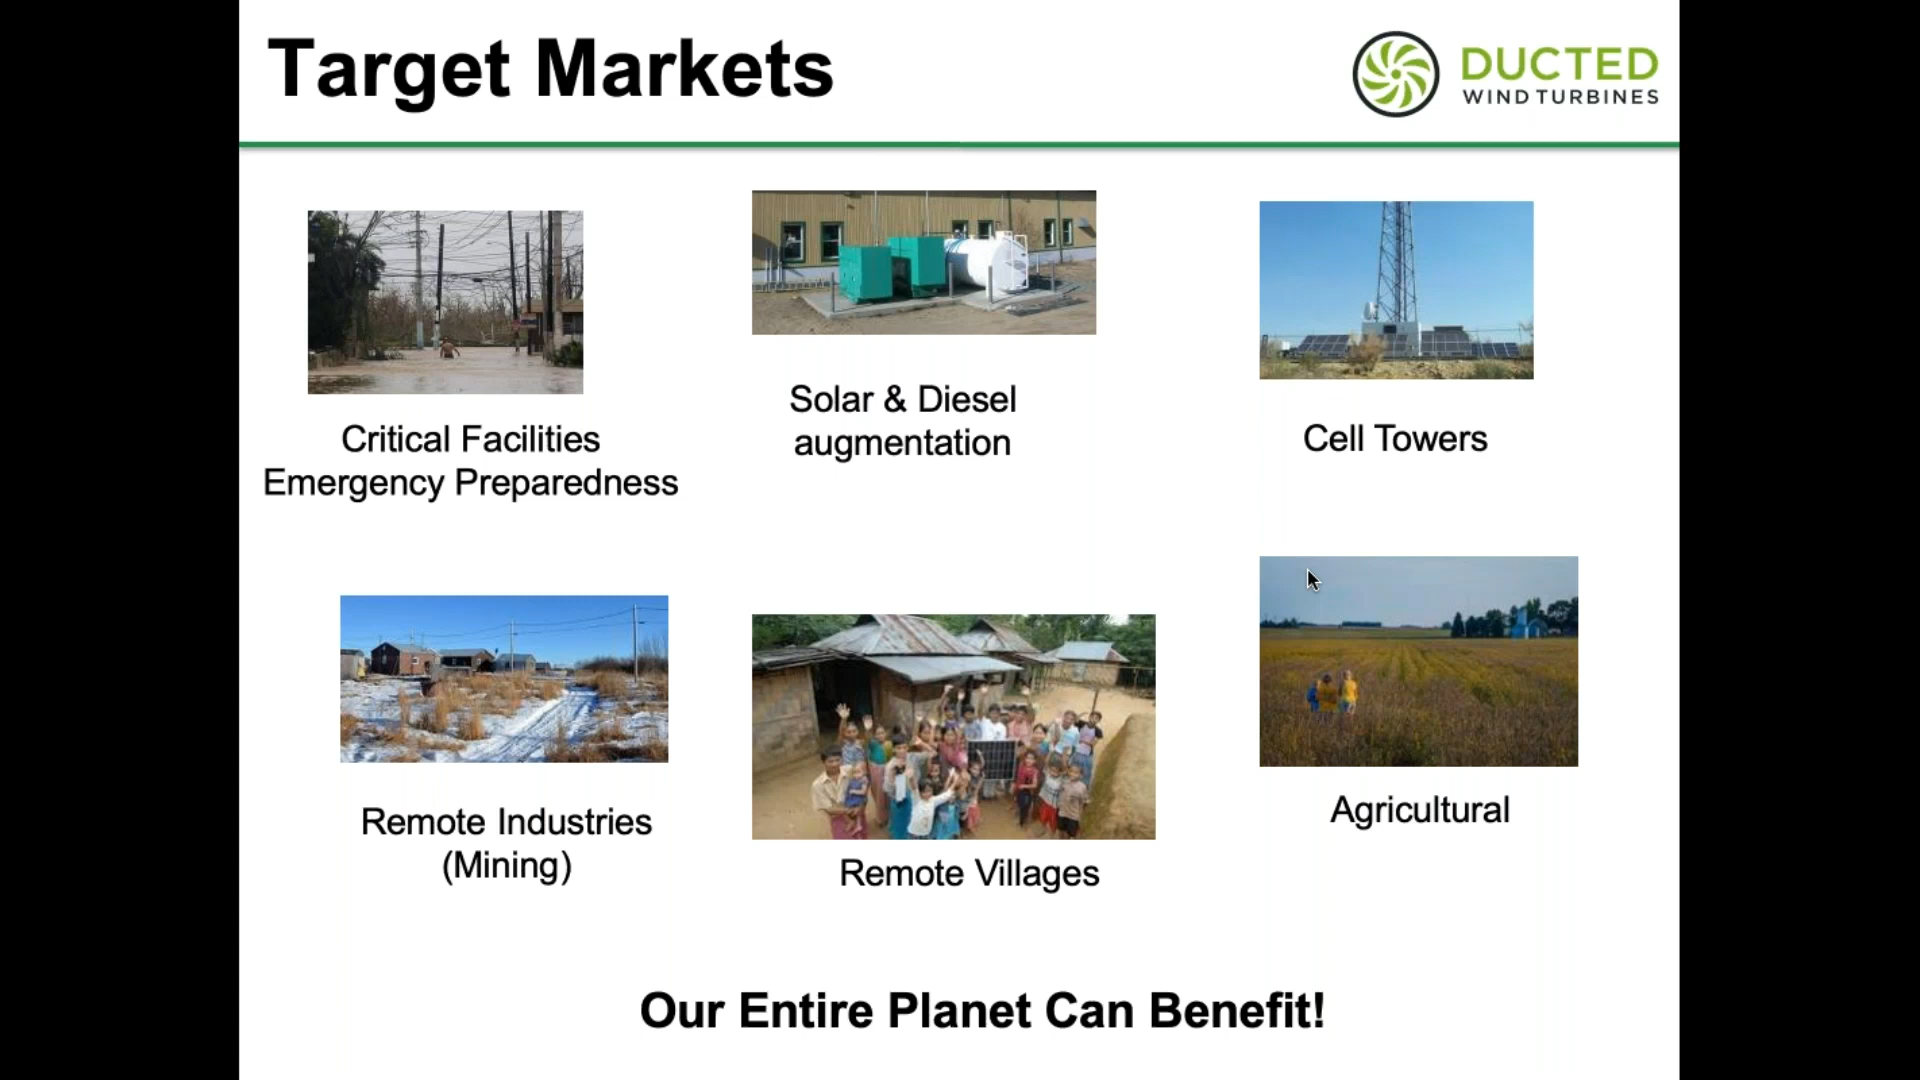 Target Markets
DUCTED
WIND TURBINES
Critical Facilities
Emergency Preparedness
Solar & Diesel
augmentation
Cell Towers
Remote Industries
(Mining)
Remote Villages
Agricultural
Our Entire Planet Can Benefit!